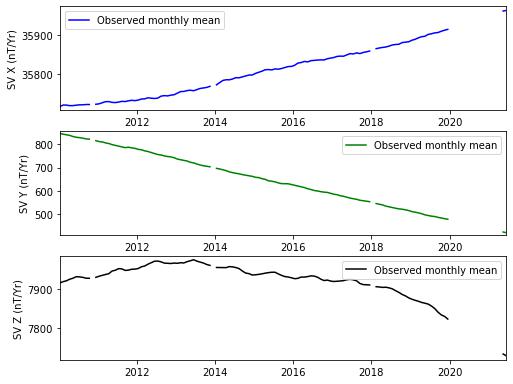 Observed monthly mean
SV X (nT/Yr)
35900
35800
2012 2014 2016 2018 2020
Observed monthly mean
SV Y (nT/Yr)
800
700
600
500
2012 2014 2016 2018 2020
Observed monthly mean
SV Z (nT/Yr)
7900
7800
2012 2014 2016 2018 2020